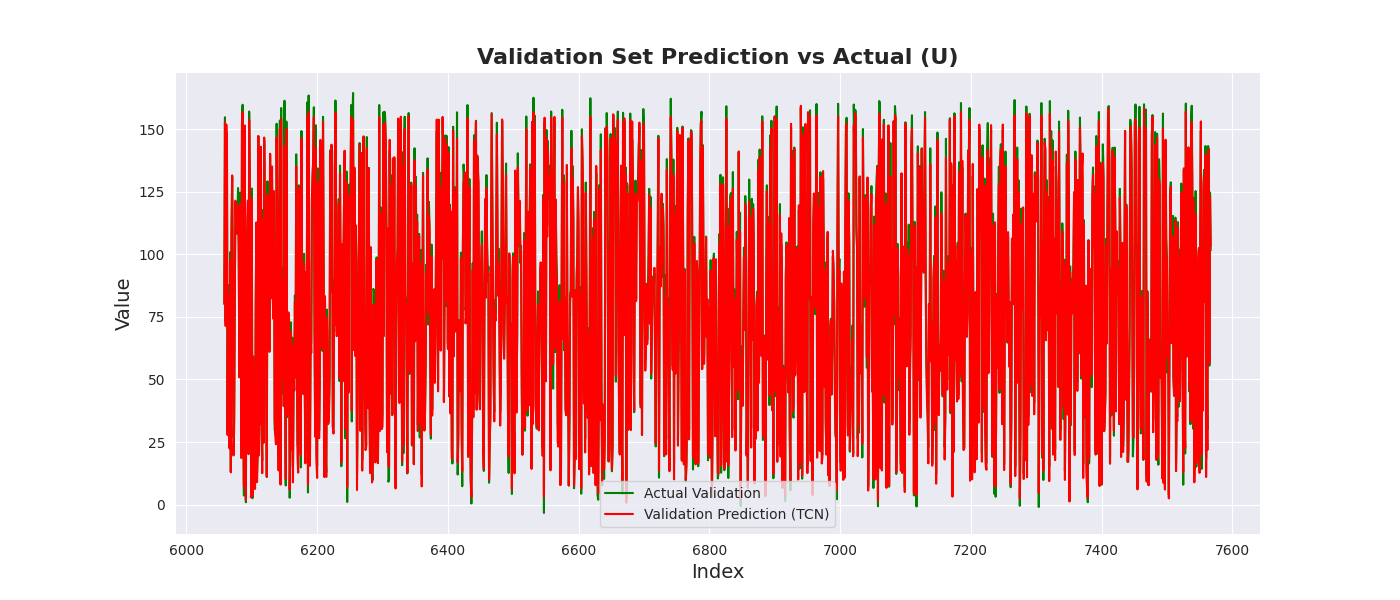 Validation Set Prediction vs Actual (U)
Value
150
125
100
75
50
25
0
Actual Validation
Validation Prediction (TCN)
6000 6200 6400 6600 6800 7000 7200 7400 7600
Index